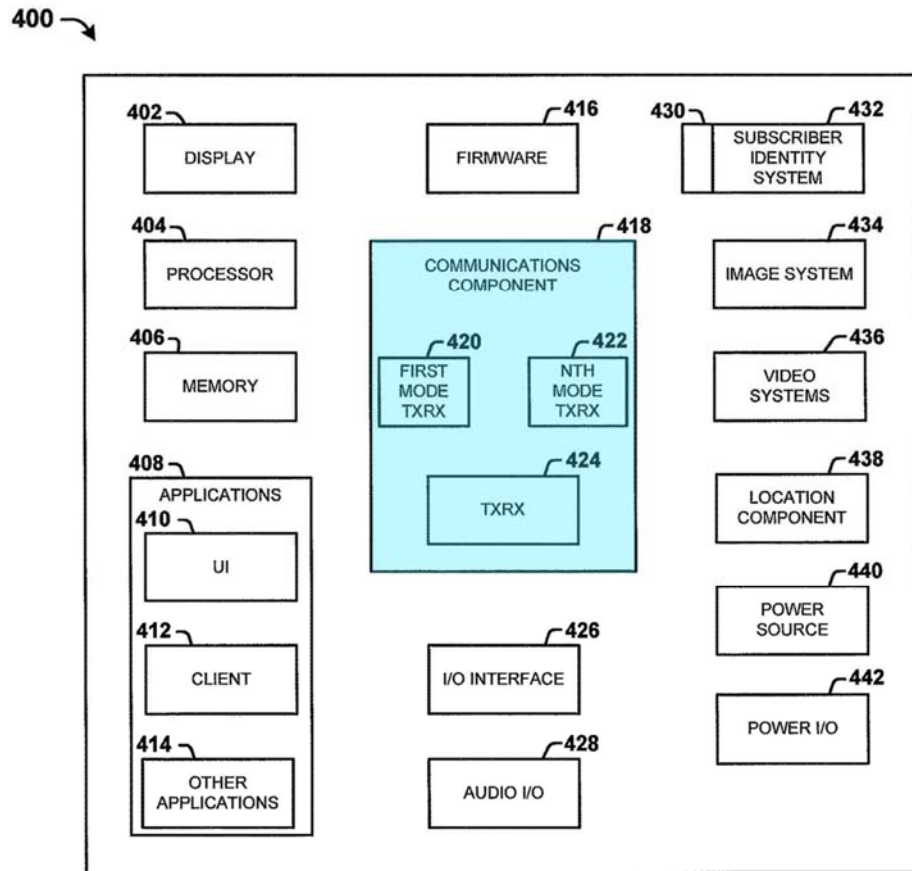 400
402
DISPLAY
404
PROCESSOR
406
MEMORY
408
APPLICATIONS
410
UI
412
CLIENT
414
OTHER
APPLICATIONS
416
FIRMWARE
418
COMMUNICATIONS
COMPONENT
420
FIRST
MODE
TXRX
422
NTH
MODE
TXRX
424
TXRX
426
I/O INTERFACE
428
AUDIO I/O
430
432
SUBSCRIBER
IDENTITY
SYSTEM
434
IMAGE SYSTEM
436
VIDEO
SYSTEMS
438
LOCATION
COMPONENT
440
POWER
SOURCE
442
POWER I/O